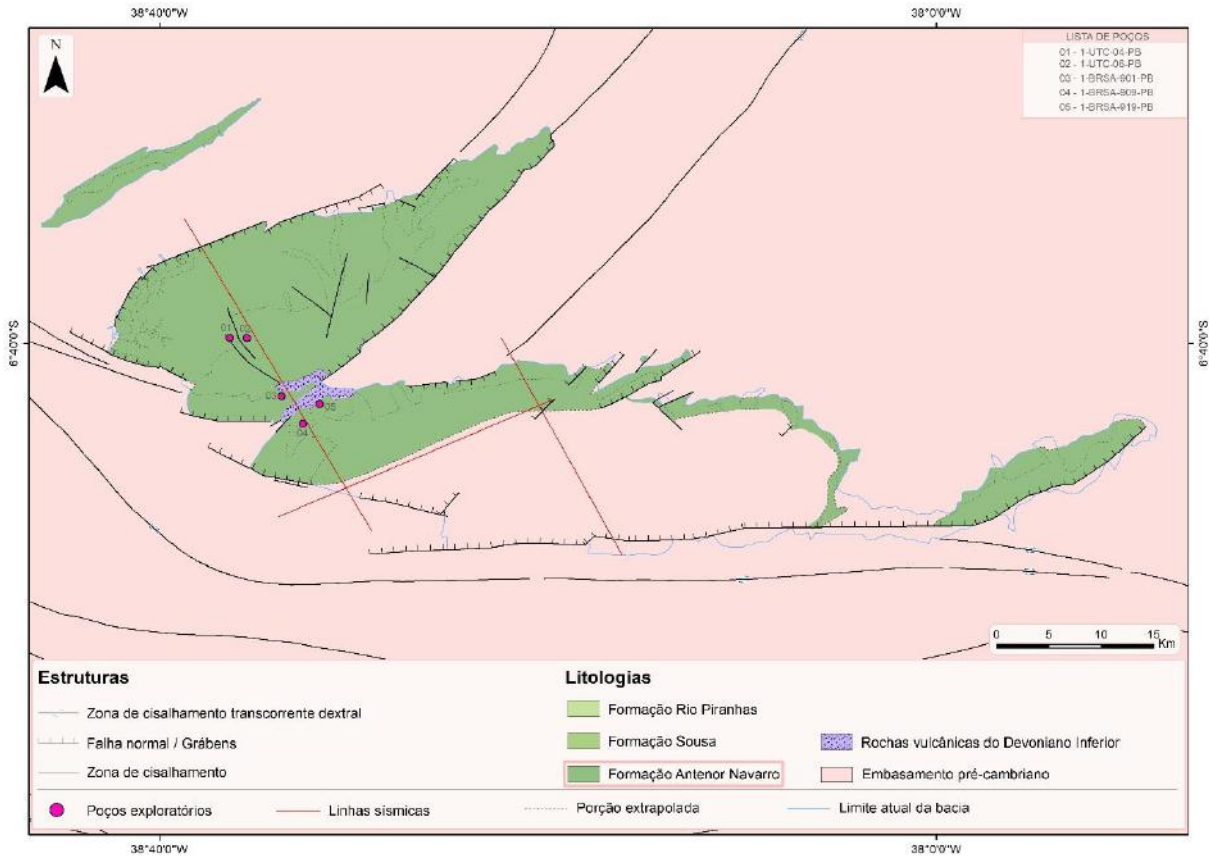 38°40'0"W
38°0'0"W
N
LISTA DE POÇOS
01 - 1-UTC-04-PB
02 - 1-UTC-06-PB
03 - 1-BRSA-901-PB
04 - 1-BRSA-909-PB
05 - 1-BRSA-919-PB
6°40'0"S
6°40'0"S
01
02
03
05
04
0 5 10 15
Km
Estruturas
Zona de cisalhamento transcorrente dextral
Falha normal / Grábens
Zona de cisalhamento
Litologias
Formação Rio Piranhas
Formação Sousa
Formação Antenor Navarro
Rochas vulcânicas do Devoniano Inferior
Embasamento pré-cambriano
Poços exploratórios
Linhas sísmicas
Porção extrapolada
Limite atual da bacia
38°40'0"W
38°0'0"W